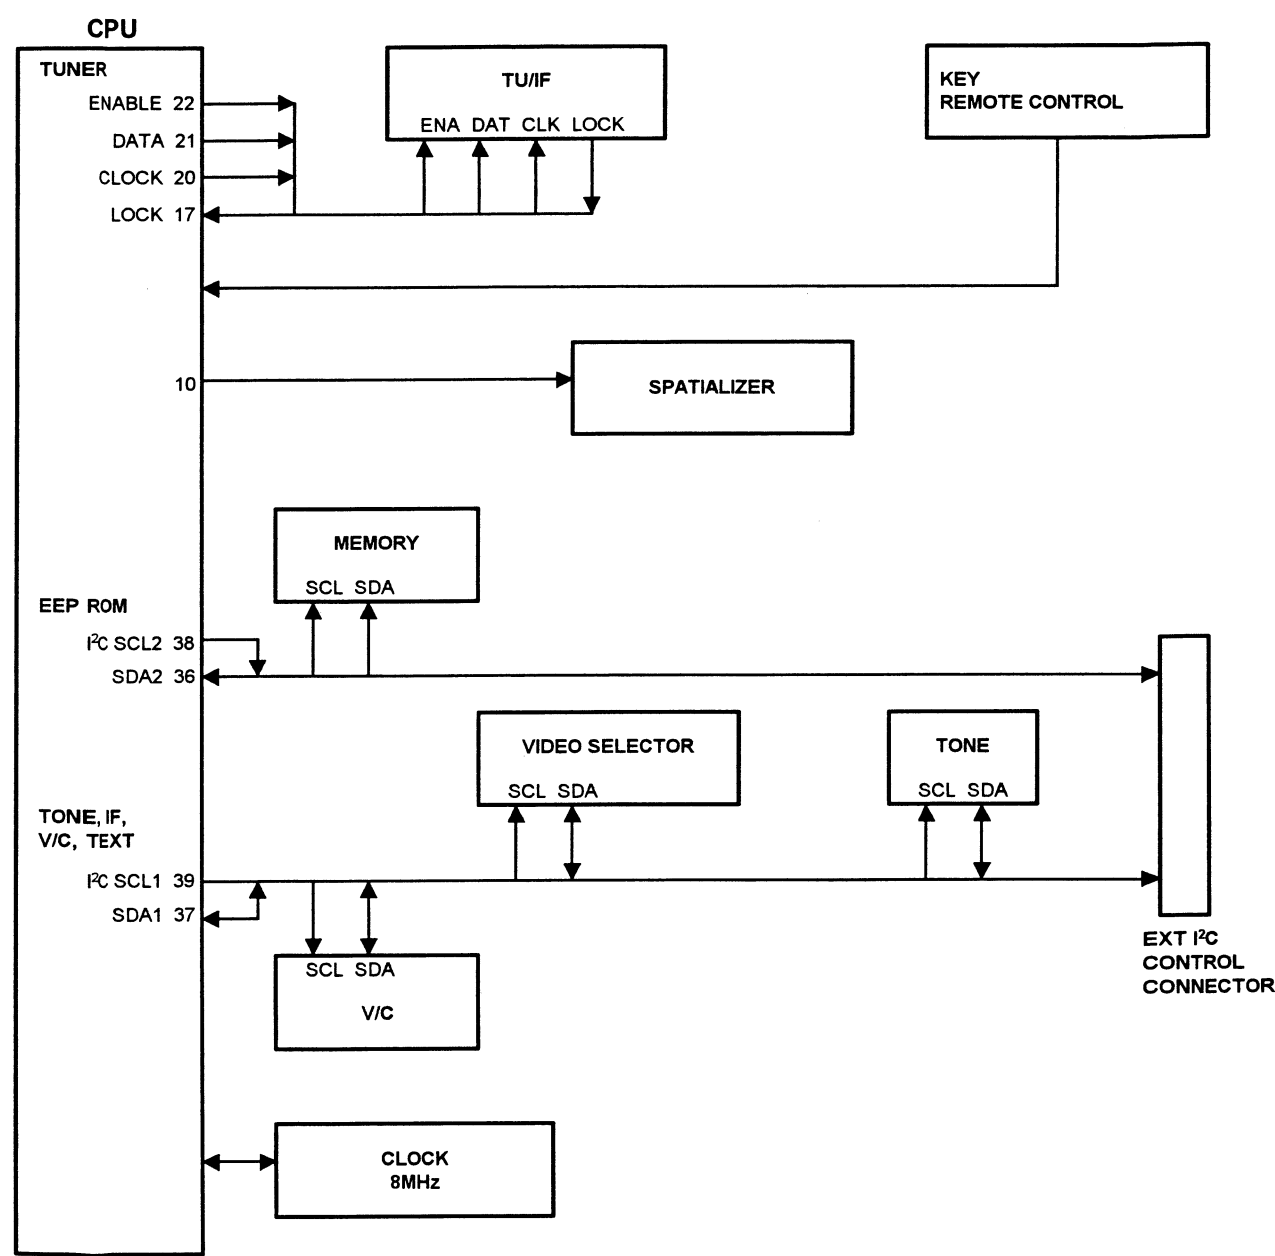 CPU
TUNER
ENABLE 22
DATA 21
CLOCK 20
LOCK 17
TU/IF
ENA DAT CLK LOCK
KEY
REMOTE CONTROL
10
SPATIALIZER
MEMORY
SCL SDA
EEP ROM
I²C SCL2 38
SDA2 36
VIDEO SELECTOR
SCL SDA
TONE
SCL SDA
TONE, IF,
V/C, TEXT
I²C SCL1 39
SDA1 37
SCL SDA
V/C
EXT I²C
CONTROL
CONNECTOR
CLOCK
8MHz